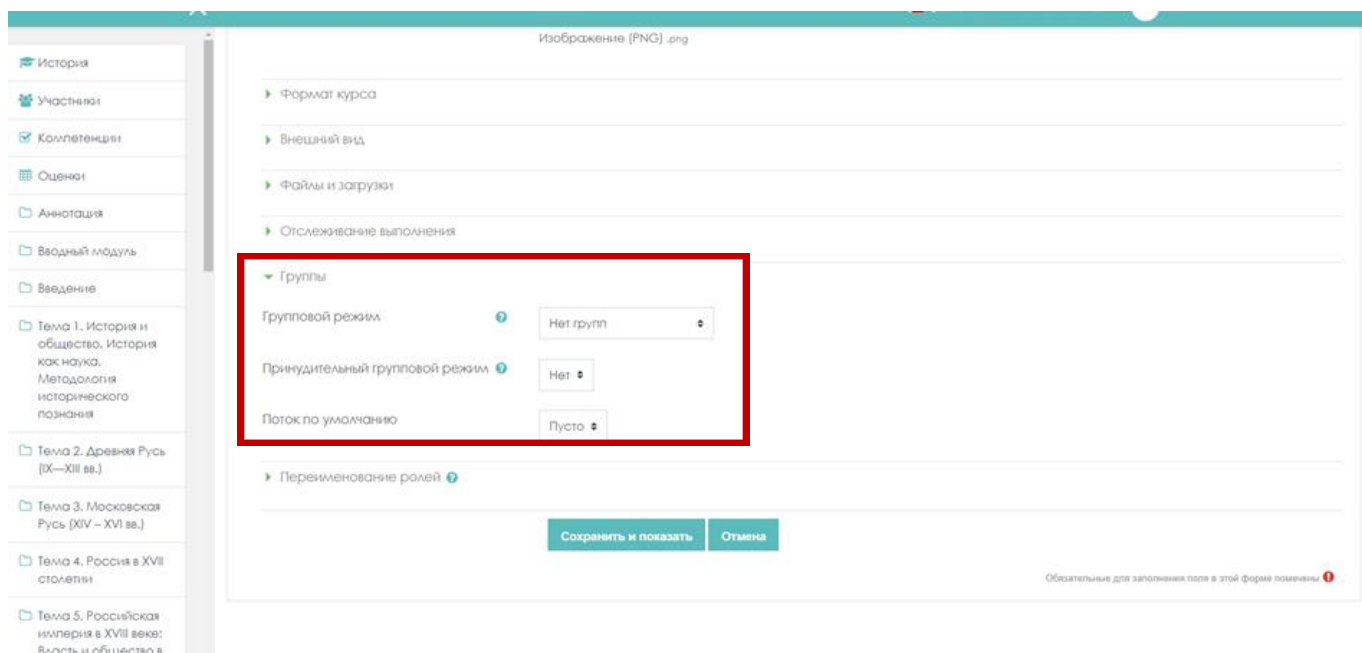 Изображение (PNG) .png
История
Участники
Компетенции
Оценки
Аннотация
Вводный модуль
Введение
Тема 1. История и
общество. История
как наука.
Методология
исторического
познания
Тема 2. Древняя Русь
(IX—XIII вв.)
Тема 3. Московская
Русь (XIV – XVI вв.)
Тема 4. Россия в XVII
столетии
Тема 5. Российская
империя в XVIII веке:
Власть и общество в
Формат курса
Внешний вид
Файлы и загрузки
Отслеживание выполнения
Группы
Групповой режим
Нет групп
Принудительный групповой режим
Нет
Поток по умолчанию
Пусто
Переименование ролей
Сохранить и показать
Отмена
Обязательные для заполнения поля в этой форме помечены